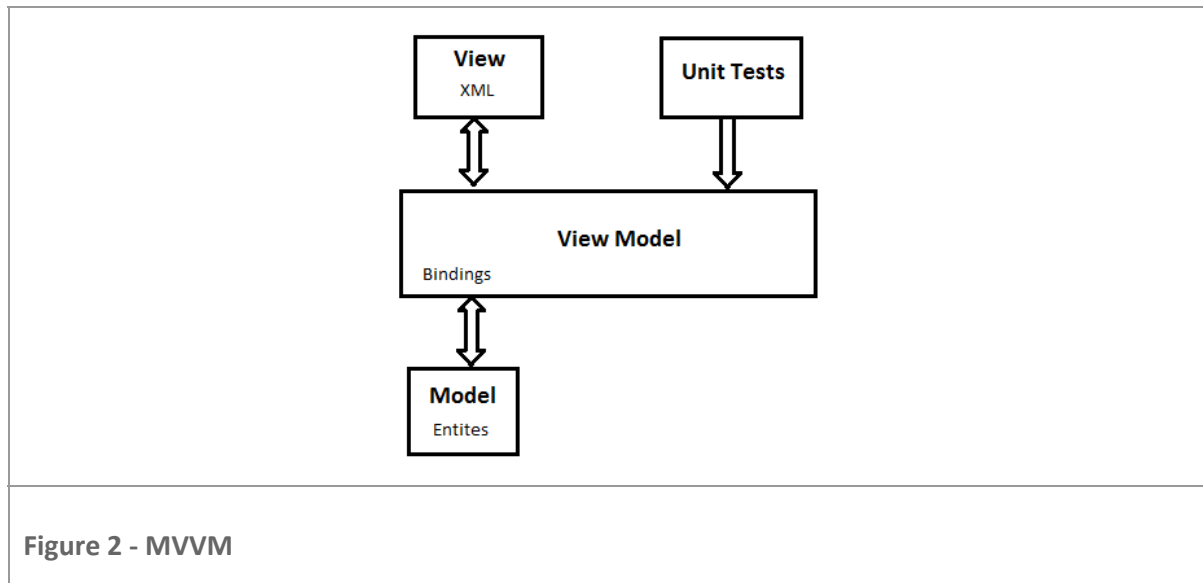 View
XML
Unit Tests
View Model
Bindings
Model
Entites
Figure 2 - MVVM